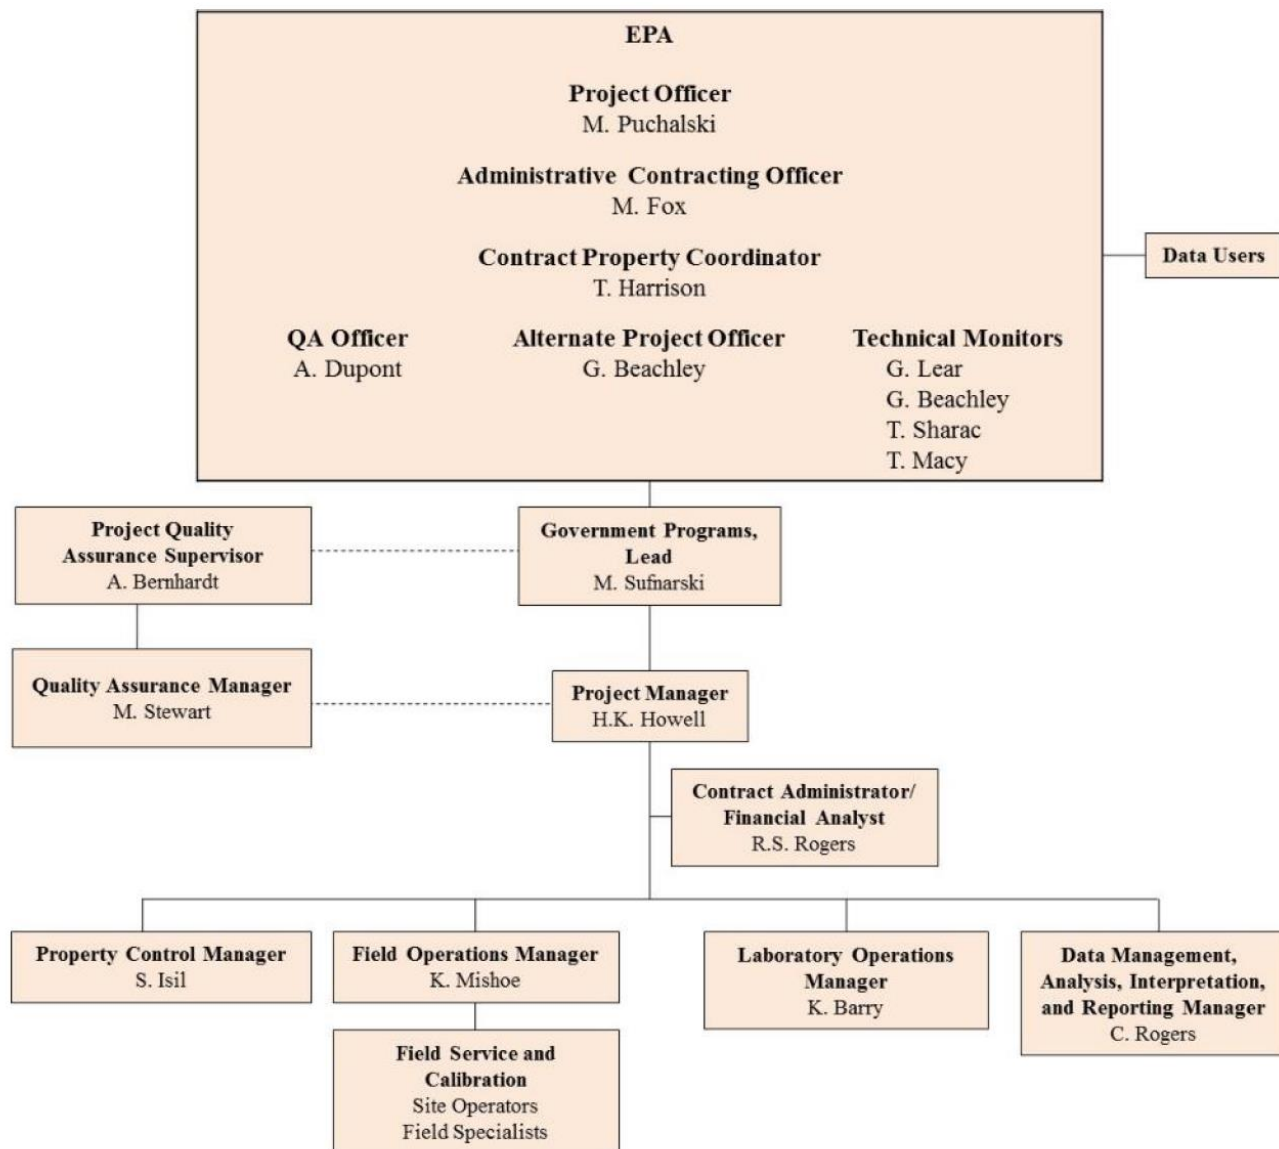 EPA
Project Officer
M. Puchalski
Administrative Contracting Officer
M. Fox
Contract Property Coordinator
T. Harrison
Data Users
QA Officer
A. Dupont
Alternate Project Officer
G. Beachley
Technical Monitors
G. Lear
G. Beachley
T. Sharac
T. Macy
Project Quality
Assurance Supervisor
A. Bernhardt
Government Programs,
Lead
M. Sufnarski
Quality Assurance Manager
M. Stewart
Project Manager
H.K. Howell
Contract Administrator/
Financial Analyst
R.S. Rogers
Property Control Manager
S. Isil
Field Operations Manager
K. Mishoe
Laboratory Operations
Manager
K. Barry
Data Management,
Analysis, Interpretation,
and Reporting Manager
C. Rogers
Field Service and
Calibration
Site Operators
Field Specialists